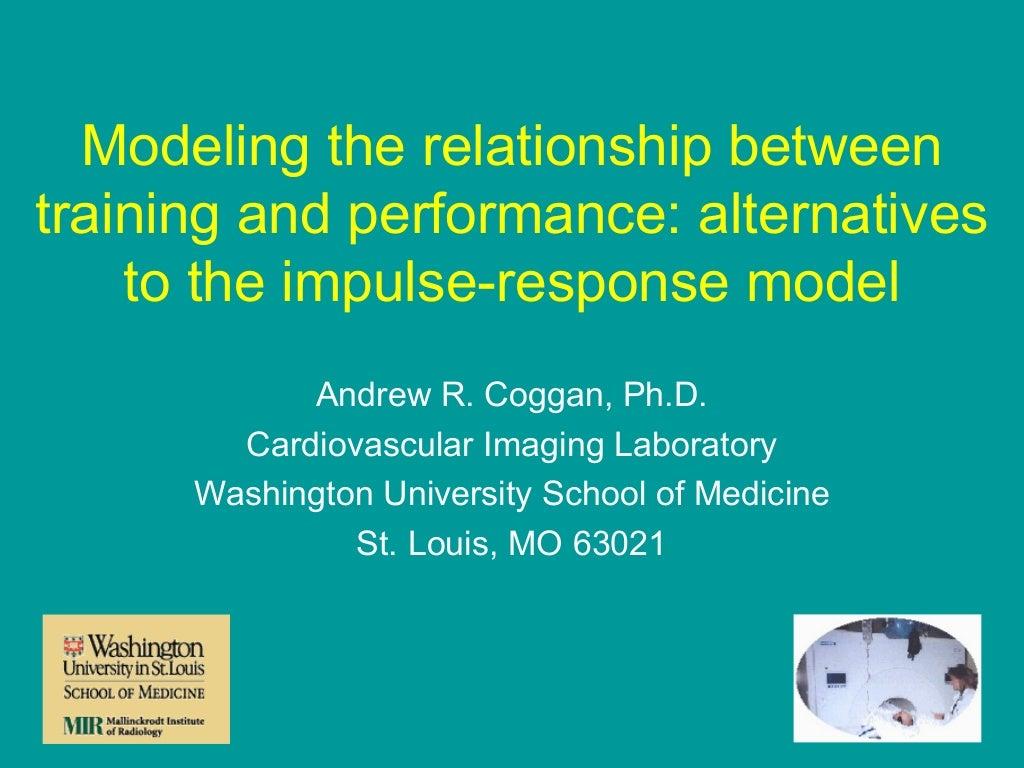 Modeling the relationship between
training and performance: alternatives
to the impulse-response model
Andrew R. Coggan, Ph.D.
Cardiovascular Imaging Laboratory
Washington University School of Medicine
St. Louis, MO 63021
Washington
University in St. Louis
SCHOOL OF MEDICINE
MIR Mallinckrodt Institute
of Radiology